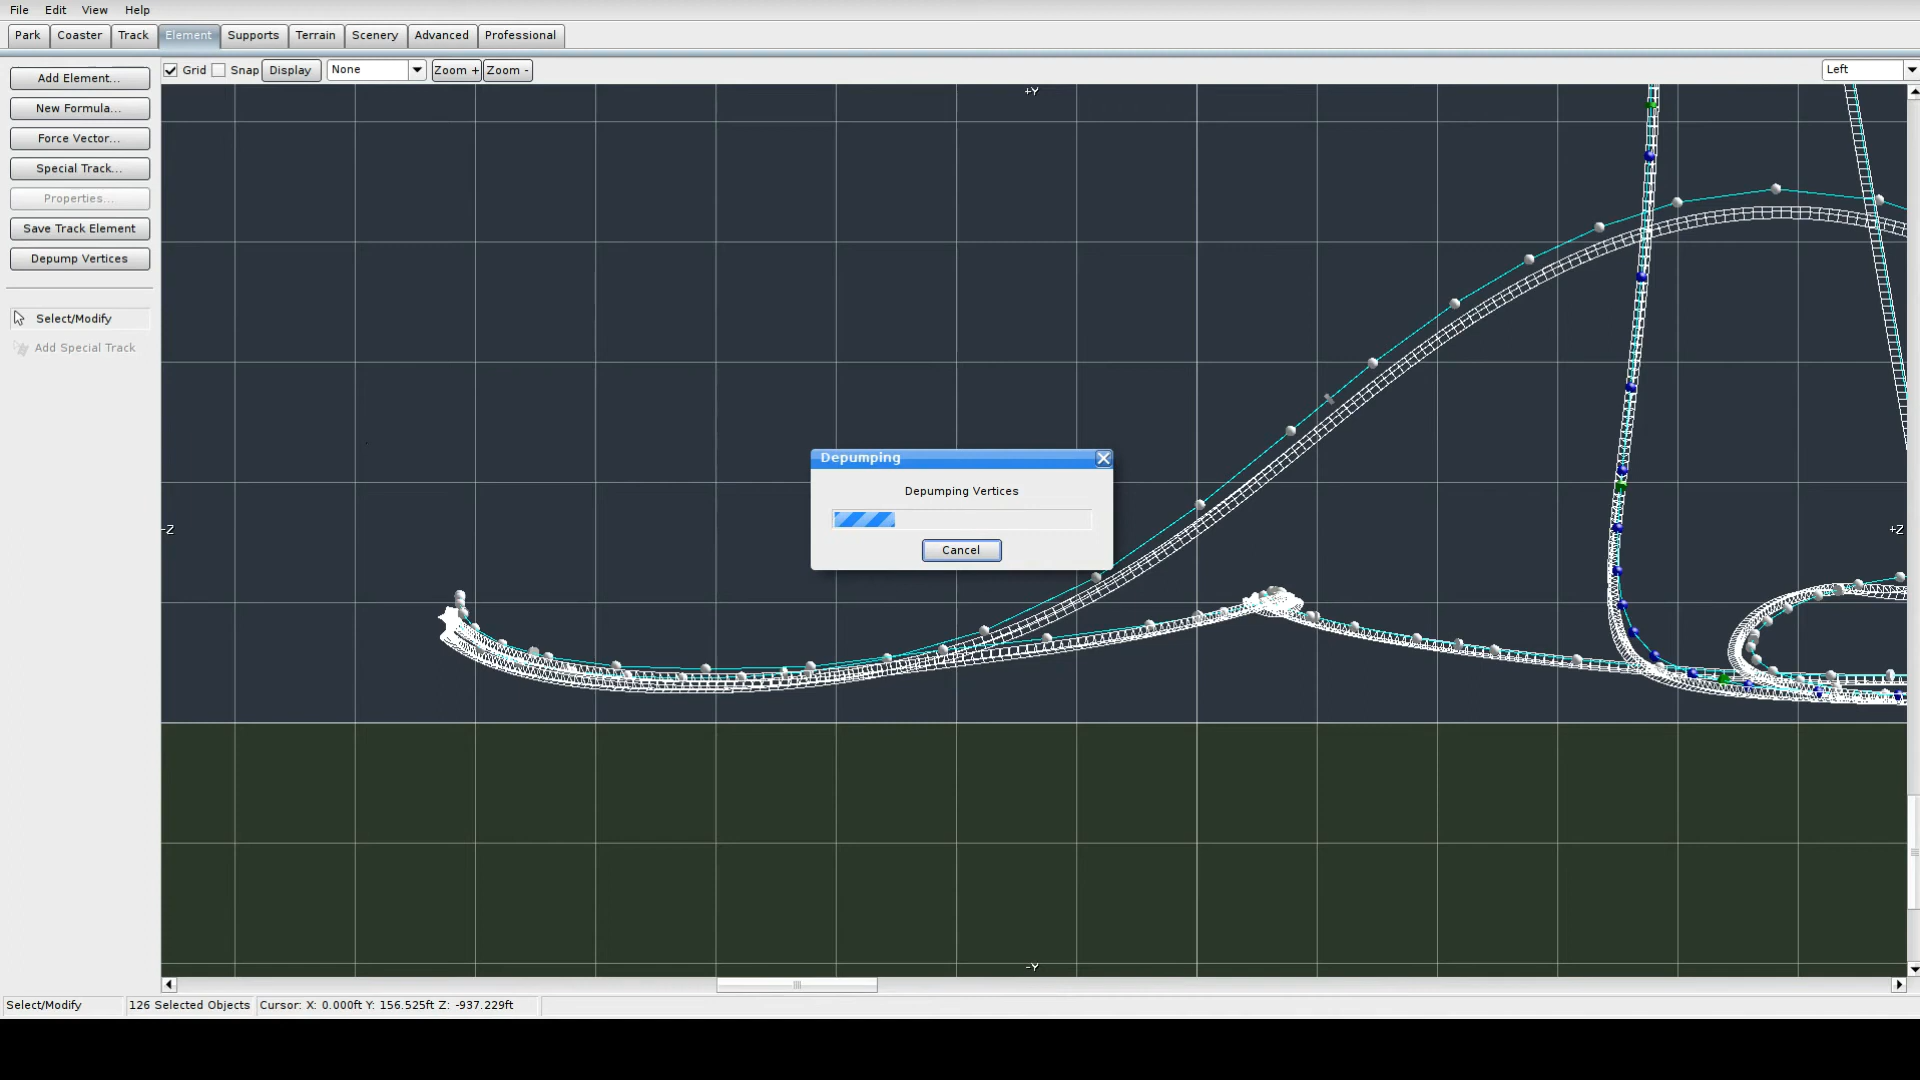 File Edit View Help
Park Coaster Track Element Supports Terrain Scenery Advanced Professional
Grid Snap Display None Zoom + Zoom - Left
Add Element...
New Formula...
Force Vector...
Special Track...
Properties...
Save Track Element
Depump Vertices
Select/Modify
Add Special Track
+Y
-Z
+Z
-Y
Depumping
Depumping Vertices
Cancel
Select/Modify 126 Selected Objects Cursor: X: 0.000ft Y: 156.525ft Z: -937.229ft